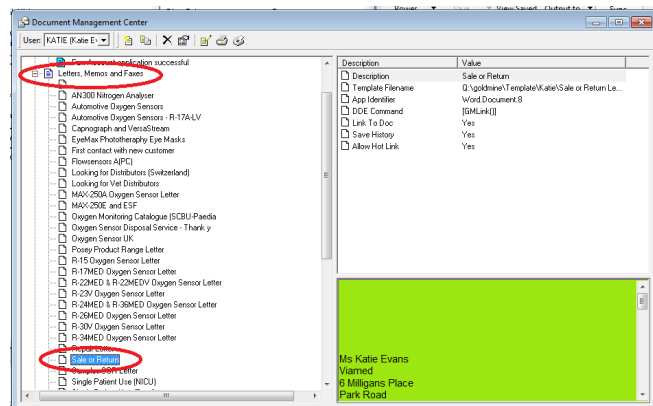 Document Management Center
User: KATIE (Katie Ev
account application successful
Letters, Memos and Faxes
AN300 Nitrogen Analyser
Automotive Oxygen Sensors
Automotive Oxygen Sensors - R-17A-LV
Capnograph and VersaStream
EyeMax Phototheraphy Eye Masks
First contact with new customer
Flowsensors A(PC)
Looking for Distributors (Switzerland)
Looking for Vet Distributors
MAX-250A Oxygen Sensor Letter
MAX-250E and ESF
Oxygen Monitoring Catalogue (SCBU-Paedia
Oxygen Sensor Disposal Service - Thank y
Oxygen Sensor UK
Posey Product Range Letter
R-15 Oxygen Sensor Letter
R-17MED Oxygen Sensor Letter
R-22MED & R-22MEDV Oxygen Sensor Letter
R-23V Oxygen Sensor Letter
R-24MED & R-36MED Oxygen Sensor Letter
R-26MED Oxygen Sensor Letter
R-30V Oxygen Sensor Letter
R-34MED Oxygen Sensor Letter
Repair Letter
Sale or Return
Letter
Single Patient Use (NICU)
Description Value
Description Sale or Return
Template Filename Q:\goldmine\Template\Katie\Sale or Return Le...
App Identifier Word.Document.8
DDE Command [GMLink()]
Link To Doc Yes
Save History Yes
Allow Hot Link Yes
Ms Katie Evans
Viamed
6 Milligans Place
Park Road